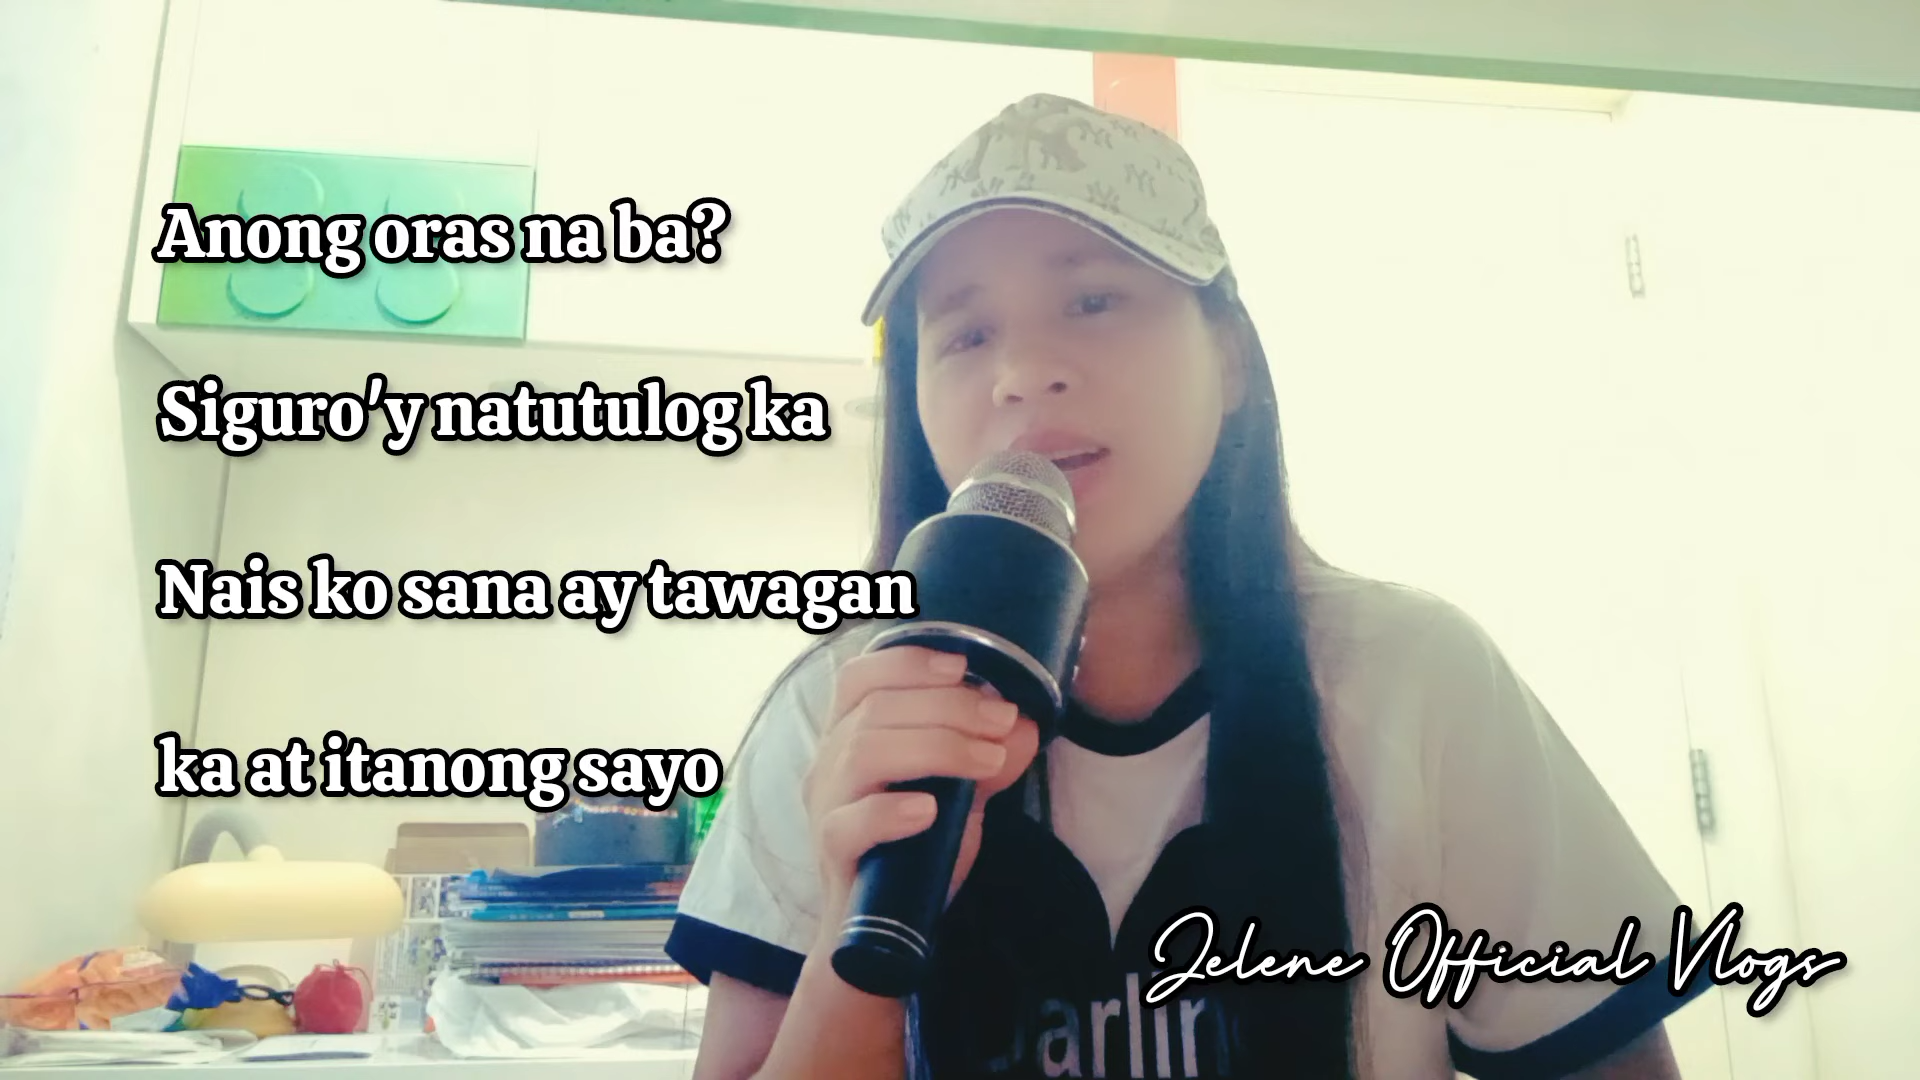 Anong oras na ba?
Siguro'y natutulog ka
Nais ko sana ay tawagan
ka at itanong sayo
Jelene Official Vlogs